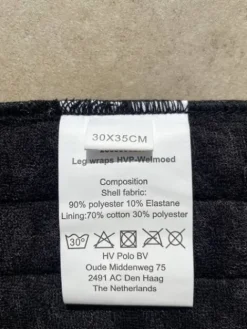 30X35CM
Leg wraps HVP-Welmoed
Composition
Shell fabric:
90% polyester 10% Elastane
Lining:70% cotton 30% polyester
30°
HV Polo BV
Oude Middenweg 75
2491 AC Den Haag
The Netherlands